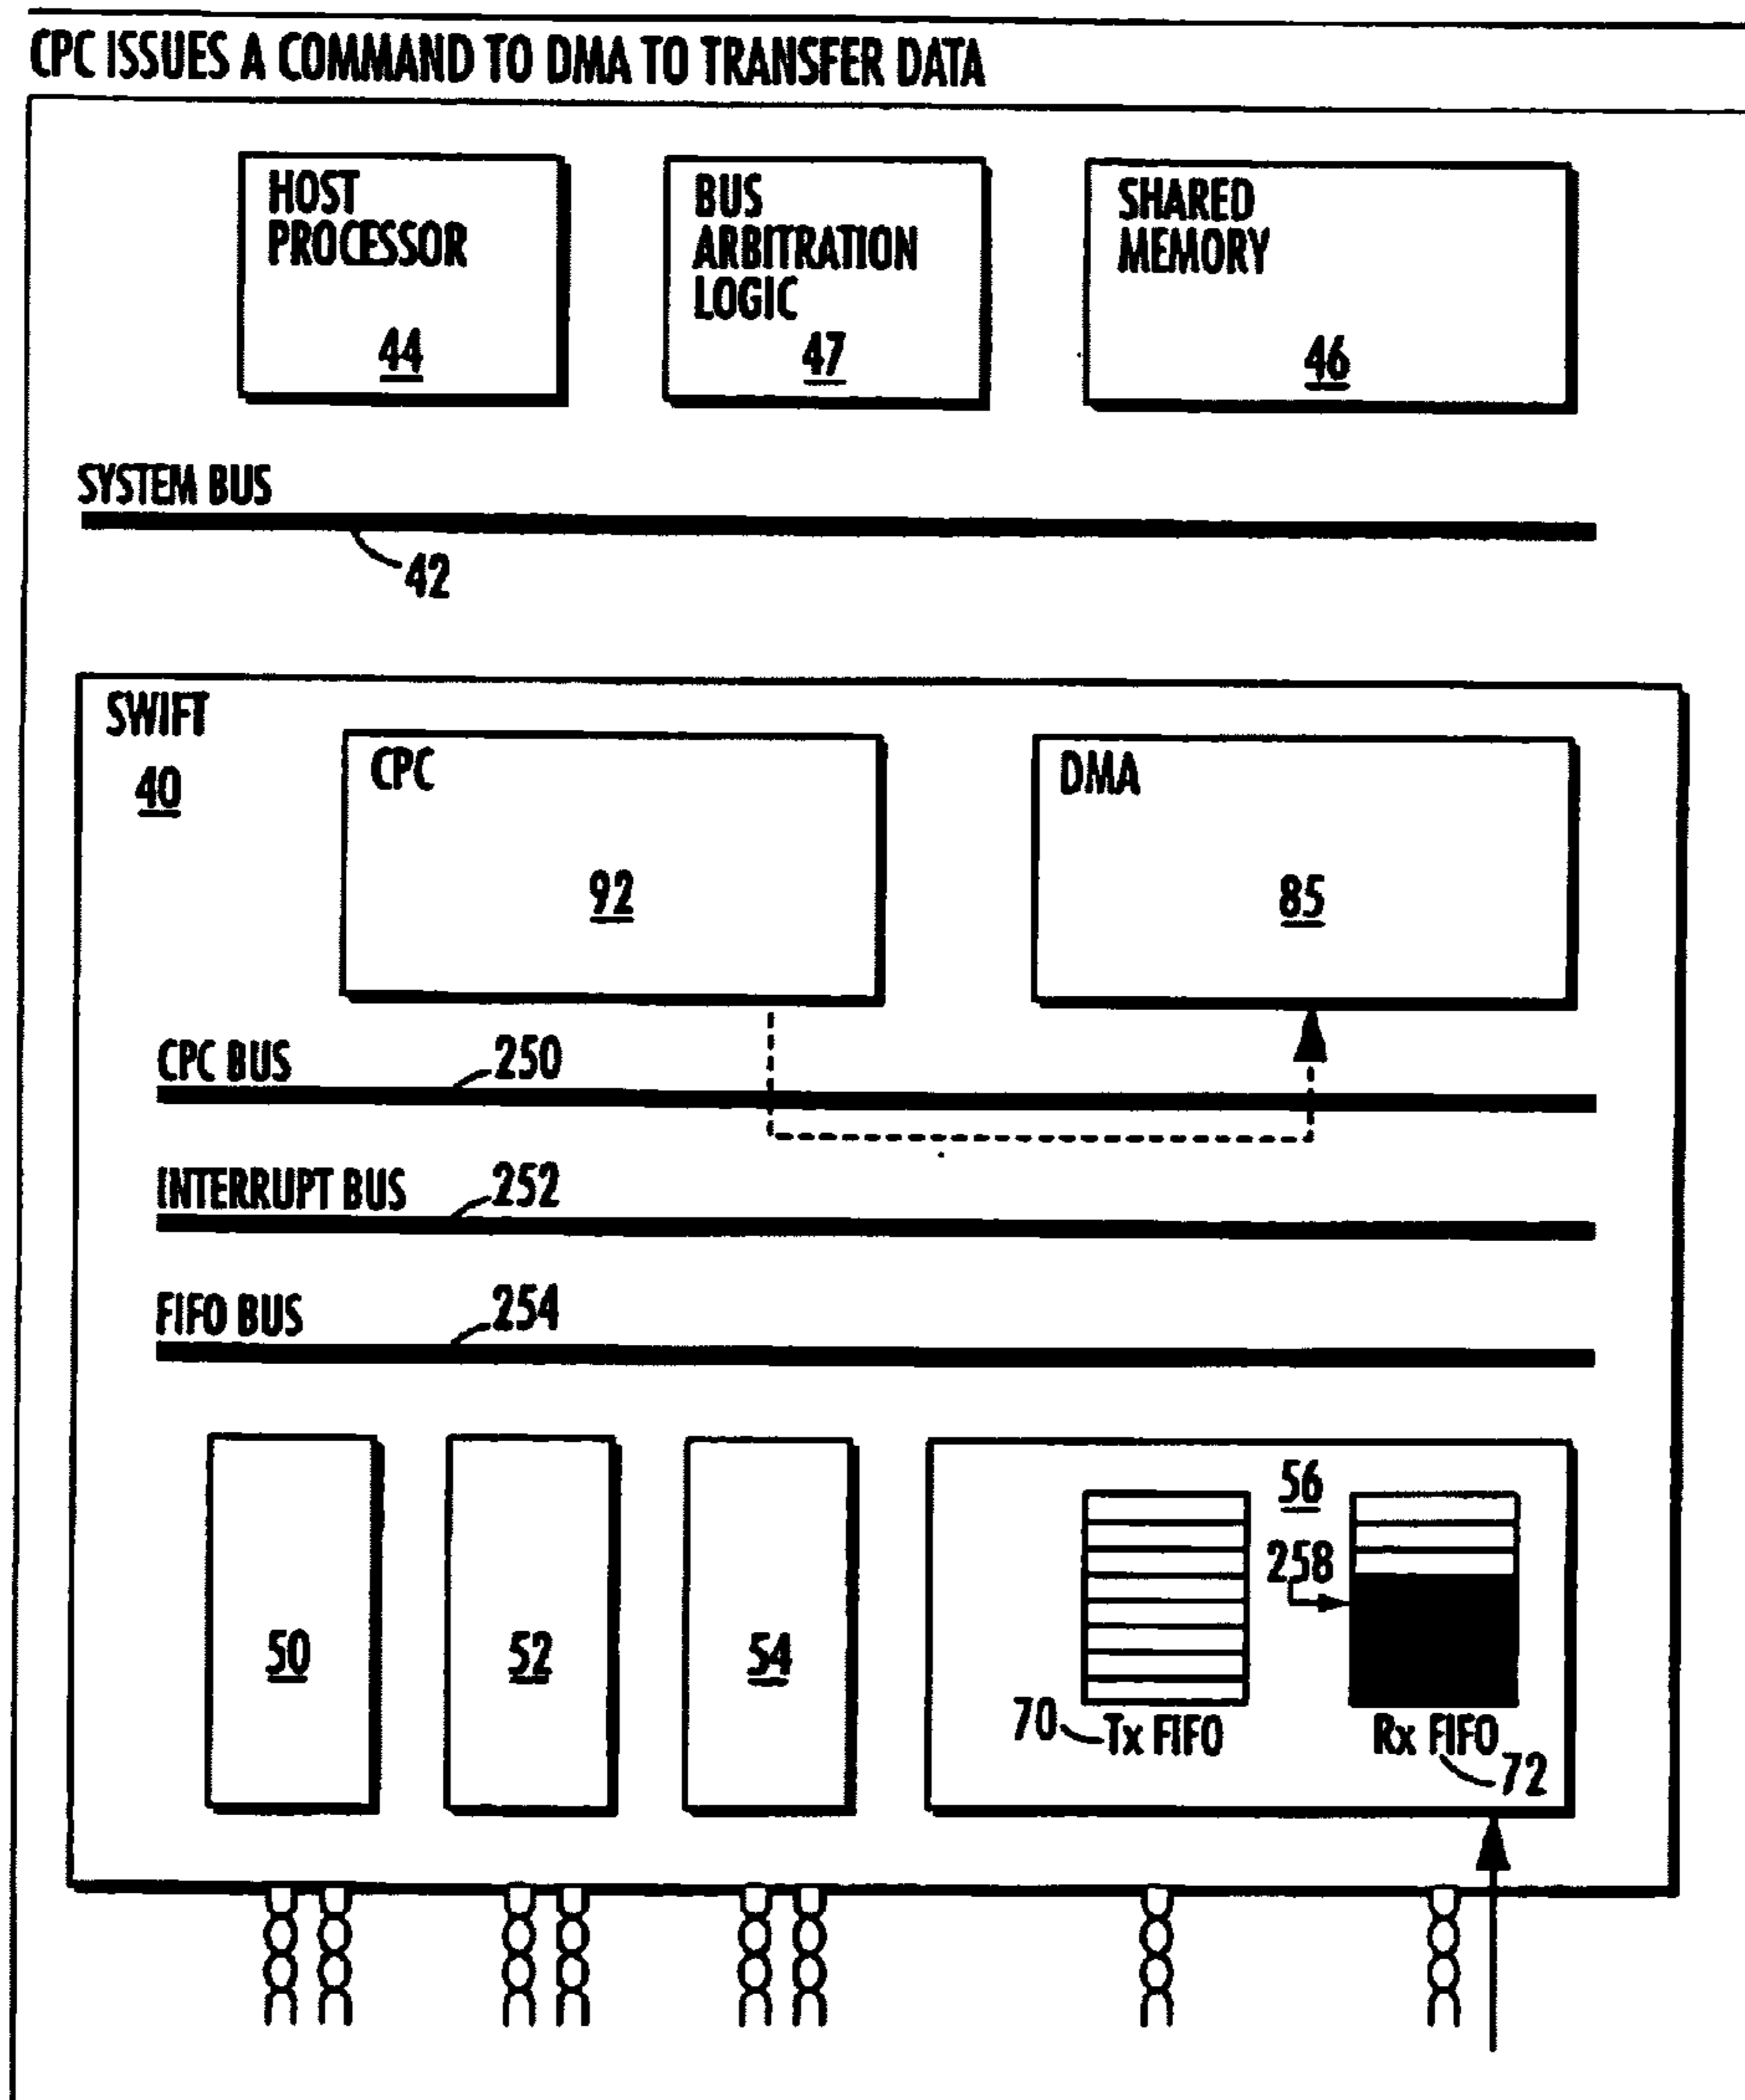 CPC ISSUES A COMMAND TO DMA TO TRANSFER DATA
HOST
PROCESSOR
44
BUS
ARBITRATION
LOGIC
47
SHARED
MEMORY
46
SYSTEM BUS
42
SWIFT
40
CPC
92
DMA
85
CPC BUS
250
INTERRUPT BUS
252
FIFO BUS
254
50
52
54
56
258
70
Tx FIFO
Rx FIFO
72